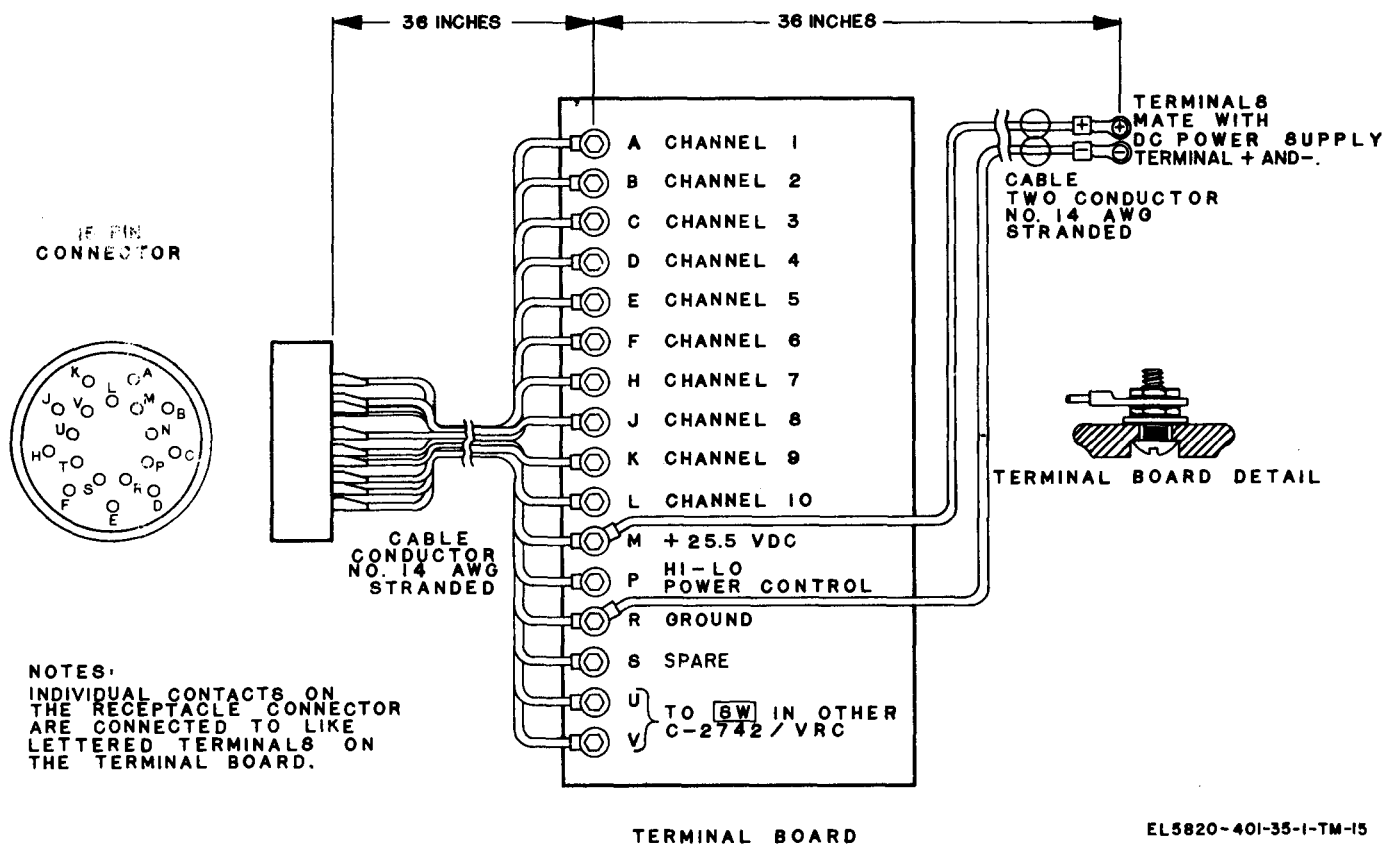 36 INCHES
36 INCHES
TERMINALS
MATE WITH
DC POWER SUPPLY
TERMINAL + AND -.
+
+
-
-
CABLE
TWO CONDUCTOR
NO. 14 AWG
STRANDED
PIN
CONNECTOR
K
A
L
J
V
M
B
U
N
H
T
P
C
S
R
F
E
D
A CHANNEL 1
B CHANNEL 2
C CHANNEL 3
D CHANNEL 4
E CHANNEL 5
F CHANNEL 6
H CHANNEL 7
J CHANNEL 8
K CHANNEL 9
L CHANNEL 10
M + 25.5 VDC
P HI-LO
POWER CONTROL
R GROUND
S SPARE
U
V
TO SW IN OTHER
C-2742/VRC
TERMINAL BOARD DETAIL
CABLE
CONDUCTOR
NO. 14 AWG
STRANDED
NOTES:
INDIVIDUAL CONTACTS ON
THE RECEPTACLE CONNECTOR
ARE CONNECTED TO LIKE
LETTERED TERMINALS ON
THE TERMINAL BOARD.
TERMINAL BOARD
EL5820-401-35-1-TM-15